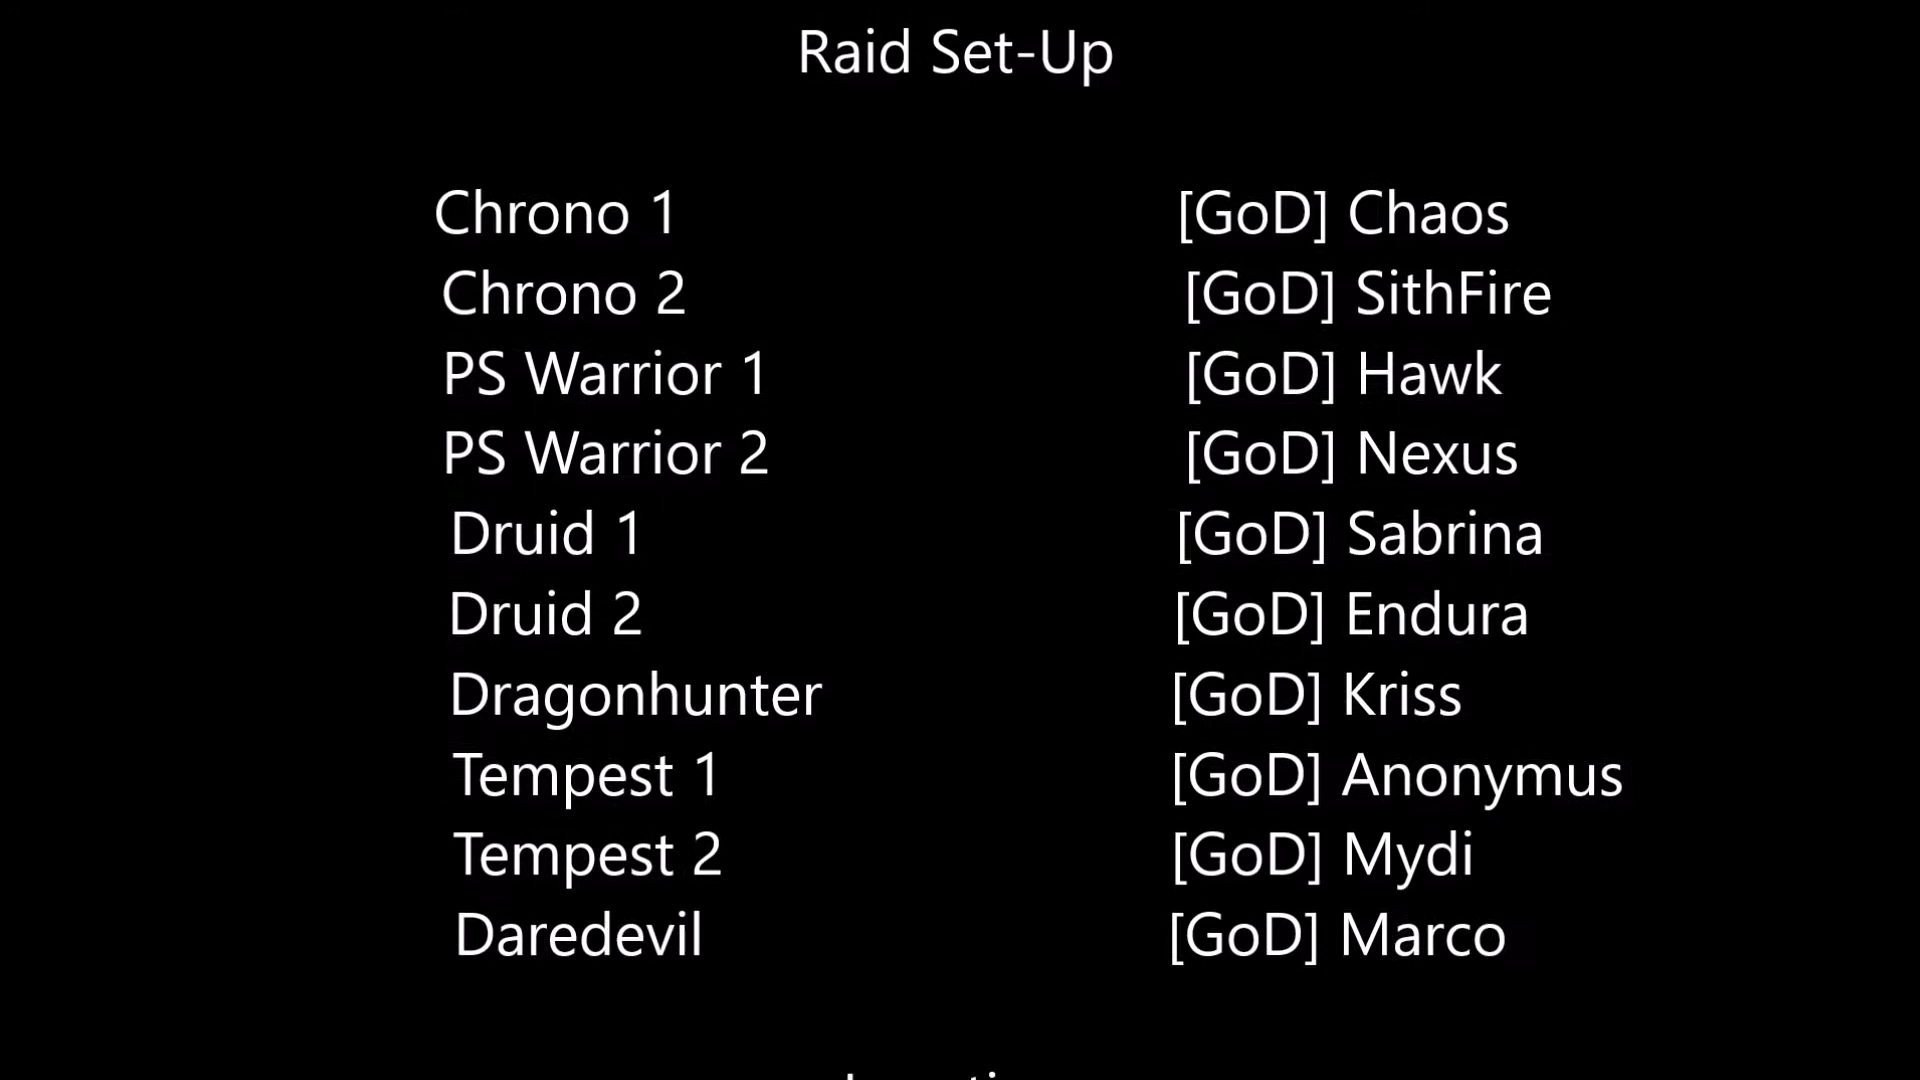 Raid Set-Up
Chrono 1 [GoD] Chaos
Chrono 2 [GoD] SithFire
PS Warrior 1 [GoD] Hawk
PS Warrior 2 [GoD] Nexus
Druid 1 [GoD] Sabrina
Druid 2 [GoD] Endura
Dragonhunter [GoD] Kriss
Tempest 1 [GoD] Anonymus
Tempest 2 [GoD] Mydi
Daredevil [GoD] Marco